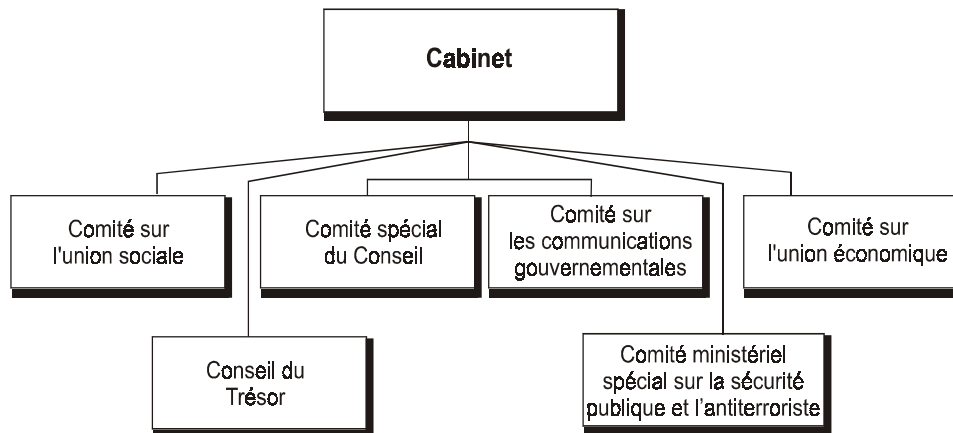 Cabinet
Comité sur
l'union sociale
Comité spécial
du Conseil
Comité sur
les communications
gouvernementales
Comité sur
l'union économique
Conseil du
Trésor
Comité ministériel
spécial sur la sécurité
publique et l'antiterroriste